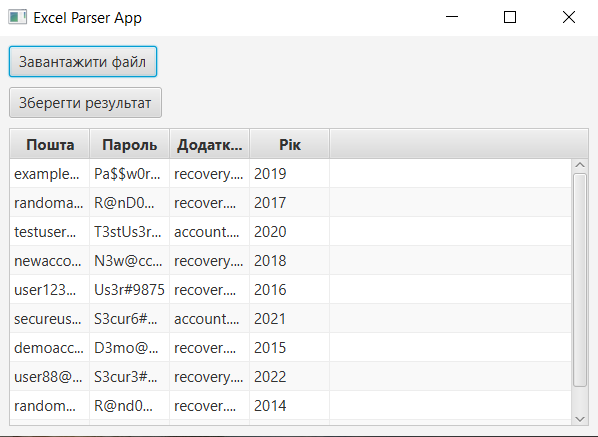 Excel Parser App
Завантажити файл
Зберегти результат
Пошта Пароль Додатк... Рік
example... Pa$$w0r... recovery.... 2019
randoma... R@nD0... recover.... 2017
testuser... T3stUs3r... account.... 2020
newacco... N3w@cc... recovery.... 2018
user123... Us3r#9875 recover.... 2016
secureus... S3cur6#... account.... 2021
demoacc... D3mo@... recover.... 2015
user88@... S3cur3#... recovery.... 2022
random... R@nd0... recover.... 2014